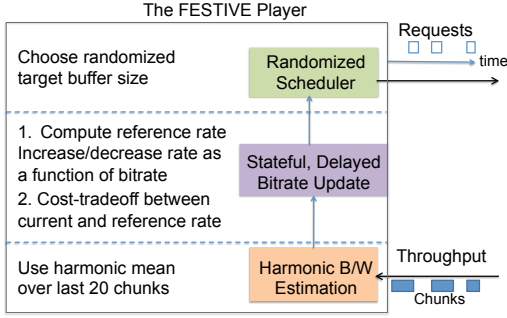 The FESTIVE Player
Requests
time
Choose randomized
target buffer size
Randomized
Scheduler
1. Compute reference rate
Increase/decrease rate as
a function of bitrate
2. Cost-tradeoff between
current and reference rate
Stateful, Delayed
Bitrate Update
Use harmonic mean
over last 20 chunks
Harmonic B/W
Estimation
Throughput
Chunks